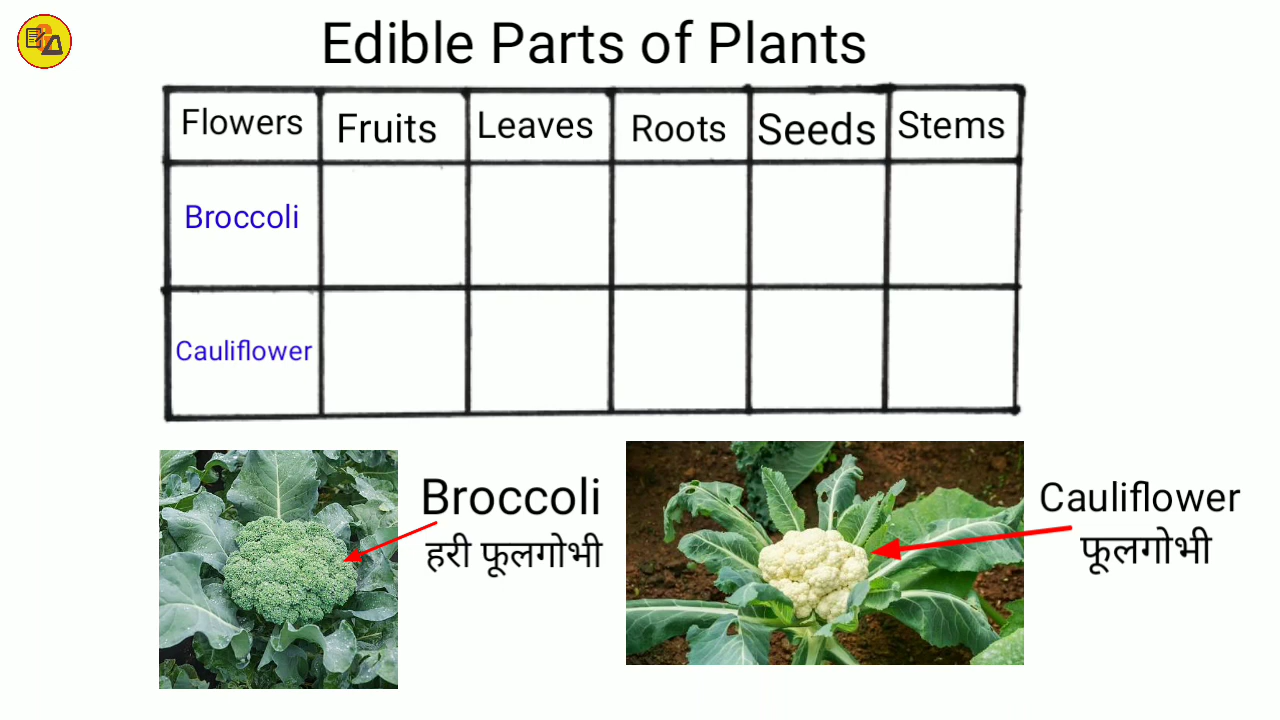 Edible Parts of Plants
Flowers Fruits Leaves Roots Seeds Stems
Broccoli
Cauliflower
Broccoli
हरी फूलगोभी
Cauliflower
फूलगोभी